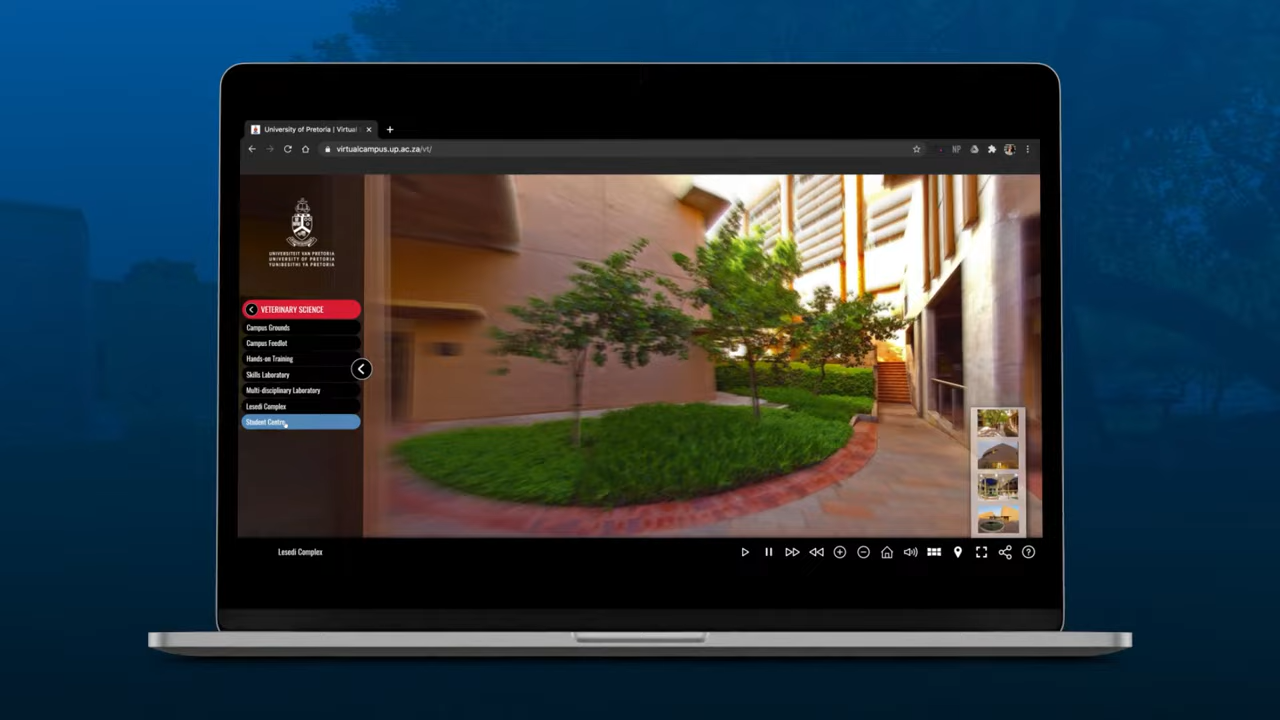 University of Pretoria | Virtual
virtualcampus.up.ac.za/vt/
NP
UNIVERSITEIT VAN PRETORIA
UNIVERSITY OF PRETORIA
YUNIBESITHI YA PRETORIA
VETERINARY SCIENCE
Campus Grounds
Campus Feedlot
Hands-on Training
Skills Laboratory
Multi-disciplinary Laboratory
Lesedi Complex
Student Centre
Lesedi Complex